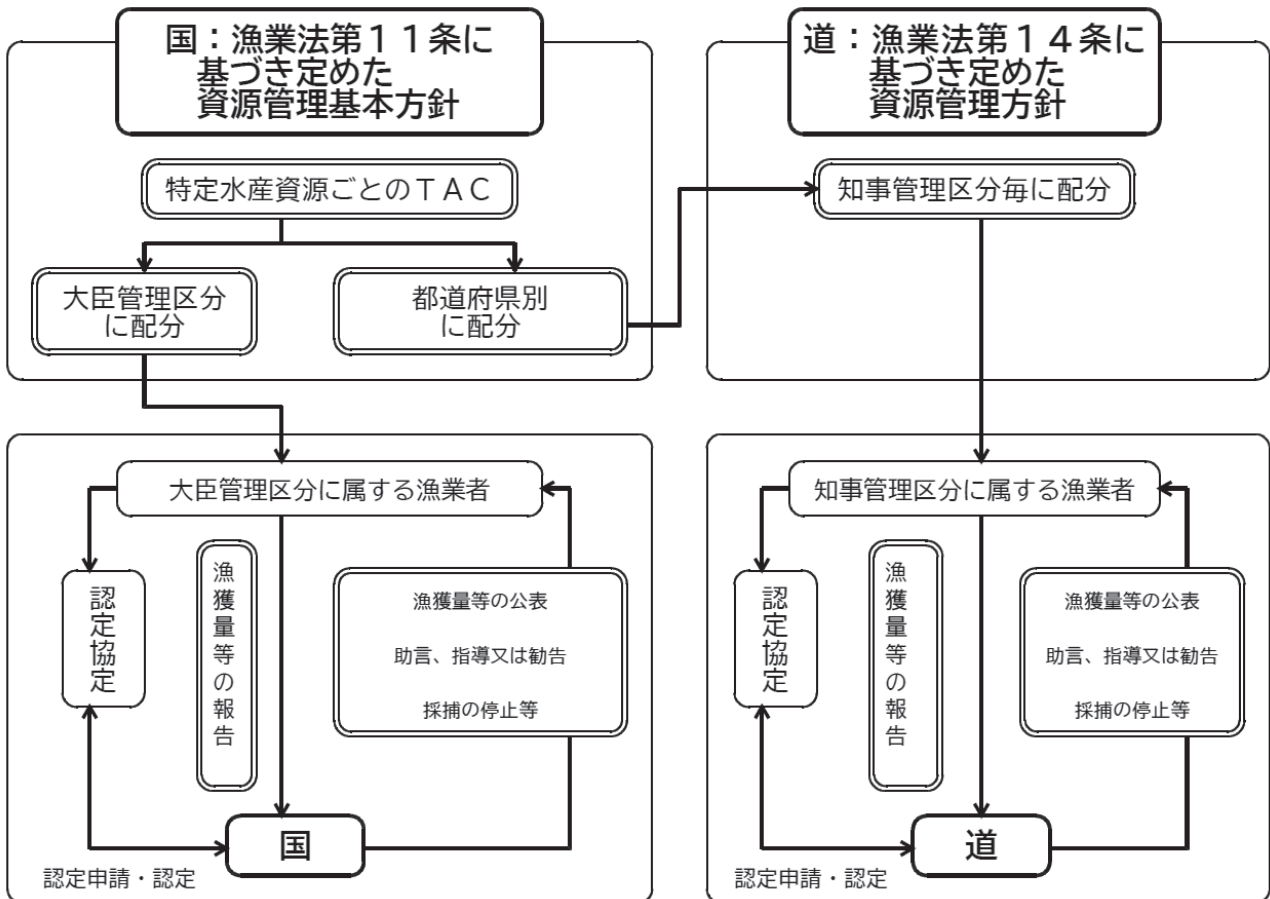 国：漁業法第１１条に
基づき定めた
資源管理基本方針
特定水産資源ごとのＴＡＣ
大臣管理区分
に配分
都道府県別
に配分
道：漁業法第１４条に
基づき定めた
資源管理方針
知事管理区分毎に配分
大臣管理区分に属する漁業者
認定協定
漁獲量等の報告
漁獲量等の公表
助言、指導又は勧告
採捕の停止等
国
認定申請・認定
知事管理区分に属する漁業者
認定協定
漁獲量等の報告
漁獲量等の公表
助言、指導又は勧告
採捕の停止等
道
認定申請・認定